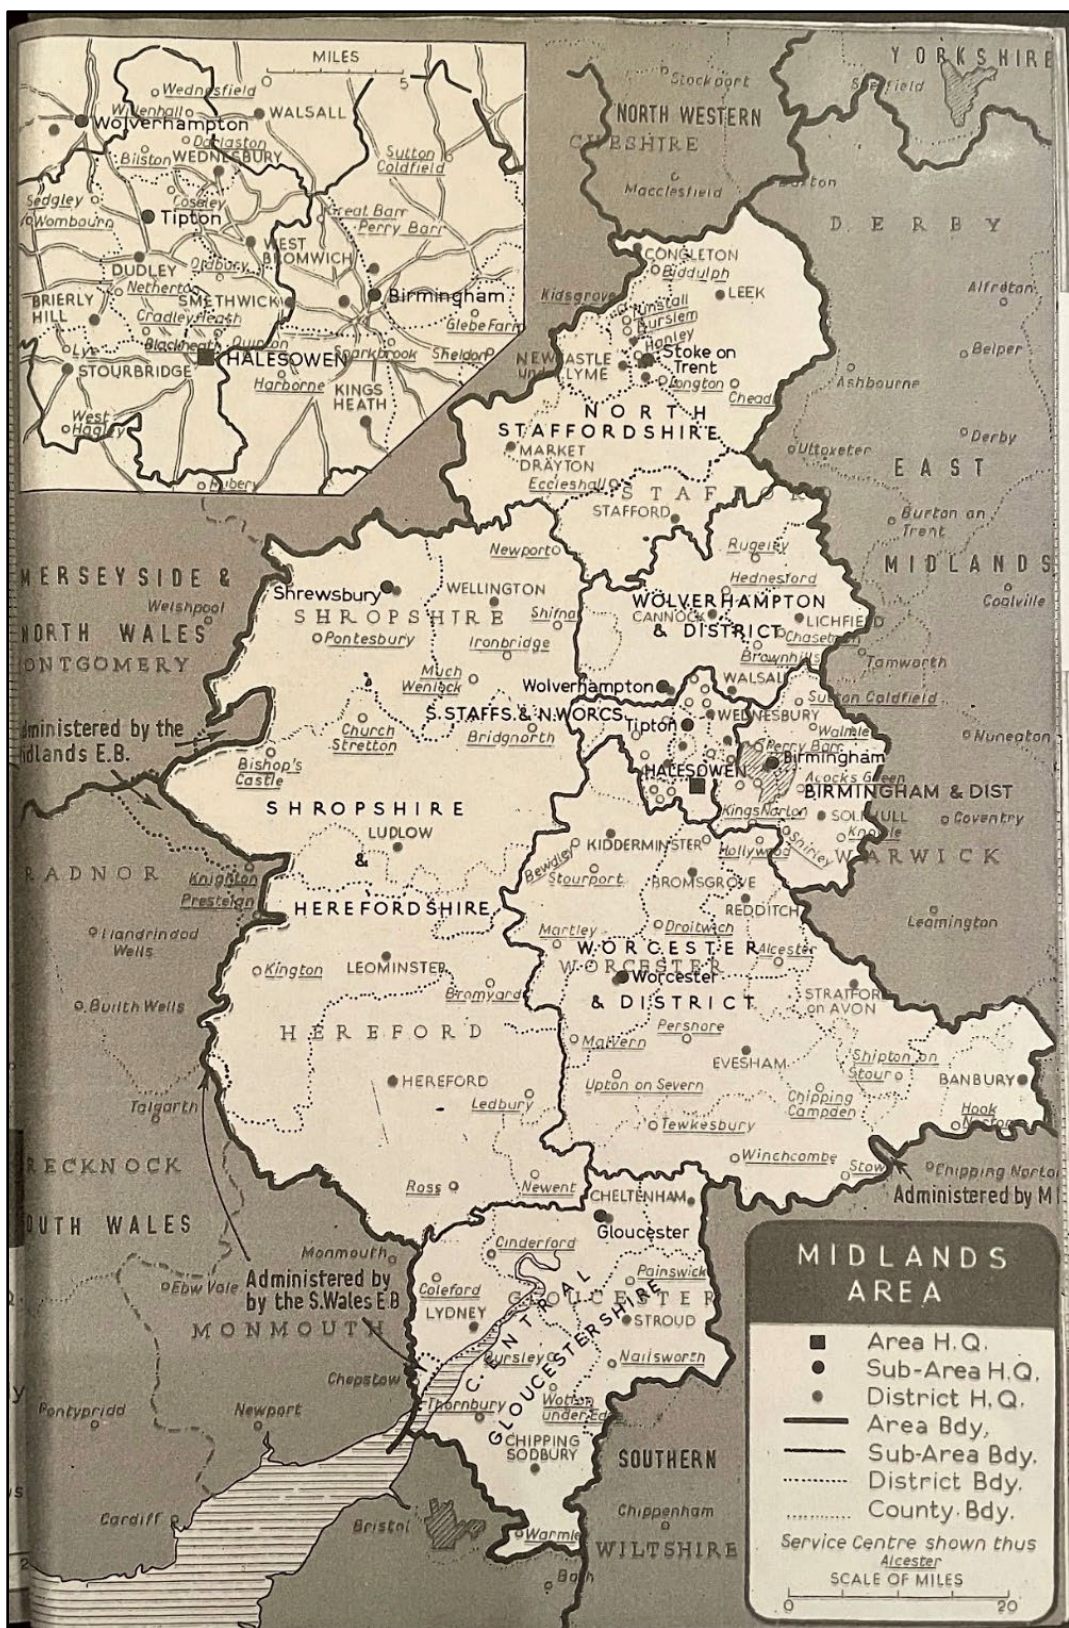 MILES
0 5
Wednesfield
Willenhall
WALSALL
Wolverhampton
Darlaston
Bilston
WEDNESBURY
Sutton
Coldfield
Sedgley
Coseley
Wombourn
Tipton
Great Barr
Perry Barr
WEST
BROMWICH
DUDLEY
Oldbury
Netherton
SMETHWICK
Birmingham
BRIERLY
HILL
Cradley Heath
Glebe Farm
Blackheath
Quinton
Lye
HALESOWEN
Sparkbrook
Sheldon
STOURBRIDGE
Harborne
KINGS
HEATH
West
Hagley
Rubery
YORKSHIRE
Stockport
Sheffield
NORTH WESTERN
CHESHIRE
Macclesfield
Buxton
DERBY
CONGLETON
Biddulph
LEEK
Alfreton
Kidsgrove
Tunstall
Burslem
Hanley
Belper
NEWCASTLE
under LYME
Stoke on
Trent
Longton
Cheadle
Ashbourne
NORTH
STAFFORDSHIRE
MARKET
DRAYTON
Derby
Uttoxeter
EAST
Eccleshall
STAFFORD
STAFFORD
Burton on
Trent
Newport
Rugeley
MIDLANDS
MERSEYSIDE &
NORTH WALES
Welshpool
MONTGOMERY
Shrewsbury
WELLINGTON
SHROPSHIRE
Shifnal
Pontesbury
Ironbridge
Hednesford
Coalville
WOLVERHAMPTON
& DISTRICT
CANNOCK
LICHFIELD
Chasetown
Brownhills
Tamworth
Much
Wenlock
Wolverhampton
WALSALL
Sutton Coldfield
S. STAFFS. & N. WORCS.
Tipton
WEDNESBURY
Walmley
Nuneaton
Administered by the
Midlands E.B.
Church
Stretton
Bridgnorth
Perry Barr
Birmingham
Bishop's
Castle
HALESOWEN
Acocks Green
BIRMINGHAM & DIST
SHROPSHIRE
&
HEREFORDSHIRE
LUDLOW
Kings Norton
SOLIHULL
Knowle
Coventry
KIDDERMINSTER
Hollywood
Shirley
WARWICK
RADNOR
Knighton
Presteign
Bewdley
Stourport
BROMSGROVE
REDDITCH
Leamington
Llandrindod
Wells
Martley
Droitwich
WORCESTER
& DISTRICT
Alcester
WORCESTER
Worcester
Kington
LEOMINSTER
Bromyard
STRATFORD
on AVON
Builth Wells
HEREFORD
Pershore
Malvern
EVESHAM
Shipton on
Stour
BANBURY
HEREFORD
Upton on Severn
Chipping
Campden
Hook
Norton
Talgarth
Ledbury
Tewkesbury
BRECKNOCK
Winchcombe
Stow
Chipping Norton
Administered by M
Ross
Newent
CHELTENHAM
SOUTH WALES
Gloucester
Monmouth
Cinderford
Ebbw Vale
Administered by
by the S.Wales E.B
MONMOUTH
Coleford
LYDNEY
GLOUCESTER
Painswick
STROUD
CENTRAL
GLOUCESTERSHIRE
Dursley
Nailsworth
Chepstow
Thornbury
Wotton
under Edge
Pontypridd
Newport
CHIPPING
SODBURY
SOUTHERN
Cardiff
Bristol
Chippenham
Warmley
WILTSHIRE
Bath
MIDLANDS
AREA
Area H.Q.
Sub-Area H.Q.
District H.Q.
Area Bdy.
Sub-Area Bdy.
District Bdy.
County Bdy.
Service Centre shown thus
Alcester
SCALE OF MILES
0 20